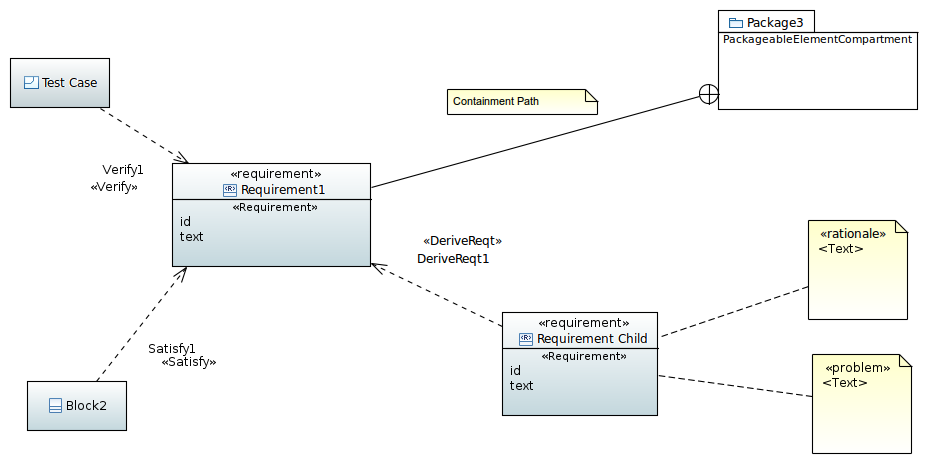 Package3
PackageableElementCompartment
Test Case
Containment Path
Verify1
«Verify»
«requirement»
«R» Requirement1
«Requirement»
id
text
«DeriveReqt»
DeriveReqt1
«rationale»
<Text>
«requirement»
«R» Requirement Child
«Requirement»
id
text
Satisfy1
«Satisfy»
«problem»
<Text>
Block2